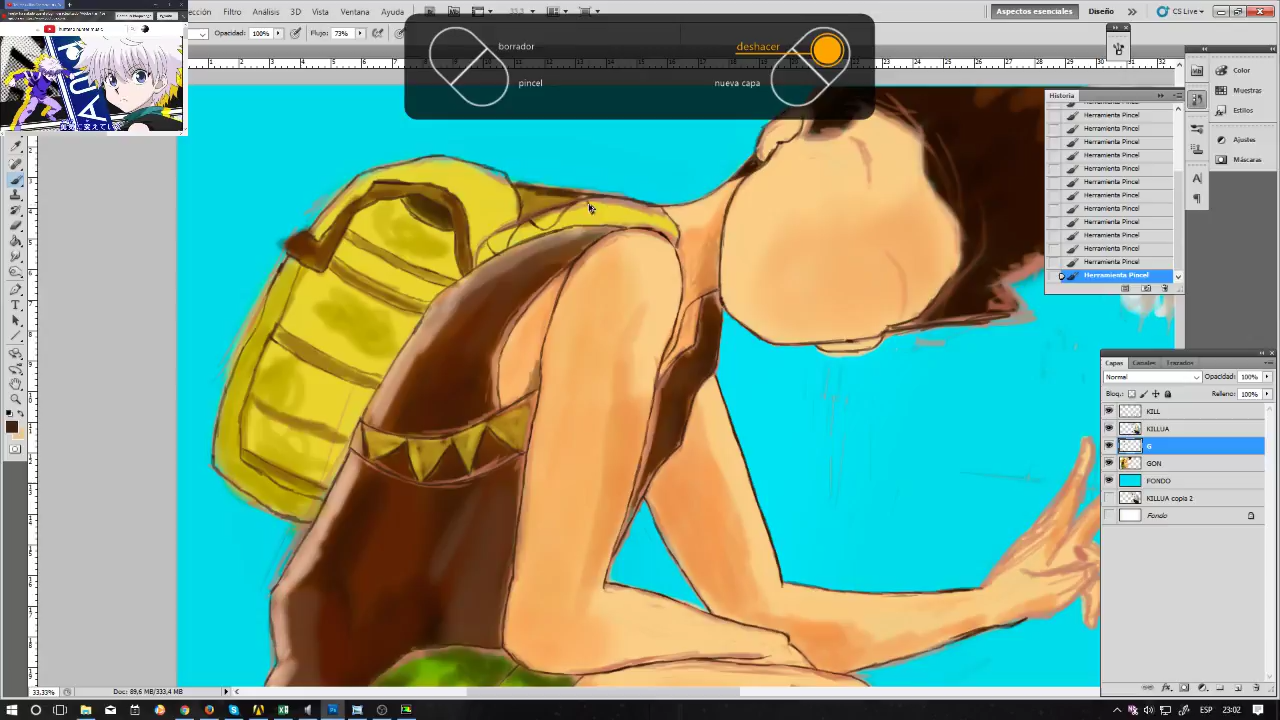 Filtro
Análisis
3D
Vista
Ventana
Ayuda
33,3
Aspectos esenciales
Diseño
CS Live
Opacidad: 100%
Flujo: 73%
hunterxhunter music
borrador
pincel
deshacer
nueva capa
Historia
Herramienta Pincel
Herramienta Pincel
Herramienta Pincel
Herramienta Pincel
Herramienta Pincel
Herramienta Pincel
Herramienta Pincel
Herramienta Pincel
Herramienta Pincel
Herramienta Pincel
Herramienta Pincel
Herramienta Pincel
Herramienta Pincel
Color
Muestras
Estilos
Ajustes
Máscaras
Capas
Canales
Trazados
Normal
Opacidad: 100%
Bloq.:
Relleno: 100%
KILL
KILLUA
G
GON
FONDO
KILLUA copia 2
Fondo
33,33%
Doc: 89,6 MB/333,4 MB
ESP
23:02